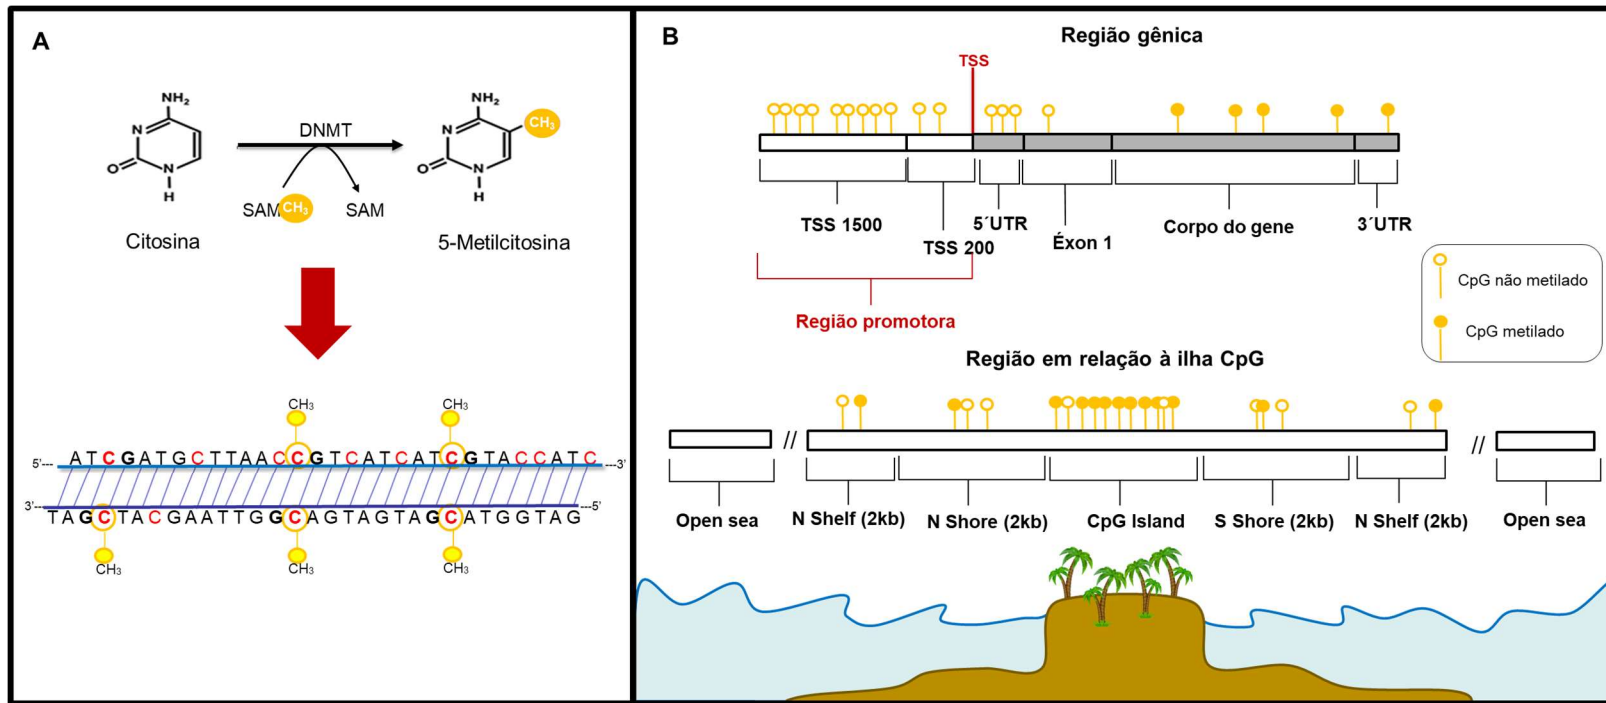 A
NH₂
N
O
N
H
DNMT
SAM CH₃
SAM
NH₂
CH₃
N
O
N
H
Citosina
5-Metilcitosina
CH₃
CH₃
5'--- ATCGATGCTTAACCGTCATCATCGTACCATC ---3'
3'--- TAGCTACGAATTGGCAGTAGTAGCATGGTAG ---5'
CH₃
CH₃
CH₃
B
Região gênica
TSS
TSS 1500
TSS 200
5´UTR
Éxon 1
Corpo do gene
3´UTR
Região promotora
CpG não metilado
CpG metilado
Região em relação à ilha CpG
//
//
Open sea
N Shelf (2kb)
N Shore (2kb)
CpG Island
S Shore (2kb)
N Shelf (2kb)
Open sea